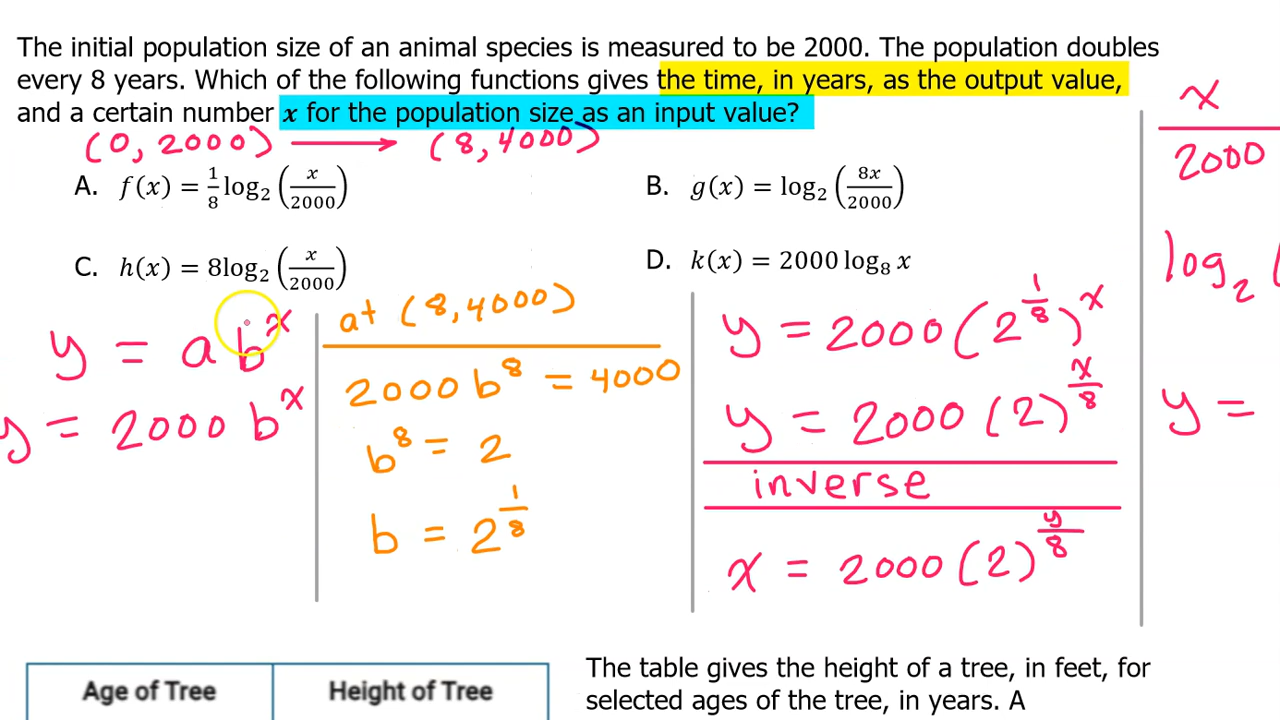 The initial population size of an animal species is measured to be 2000. The population doubles
every 8 years. Which of the following functions gives the time, in years, as the output value,
and a certain number x for the population size as an input value?
(0, 2000) → (8, 4000)
A. f(x) = 1/8 log₂ (x/2000)
B. g(x) = log₂ (8x/2000)
C. h(x) = 8log₂ (x/2000)
D. k(x) = 2000 log₈ x
y = ab^x
y = 2000 b^x
at (8, 4000)
2000 b^8 = 4000
b^8 = 2
b = 2^(1/8)
y = 2000 (2^(1/8))^x
y = 2000 (2)^(x/8)
inverse
x = 2000 (2)^(y/8)
x/2000
log₂ (
y =
Age of Tree
Height of Tree
The table gives the height of a tree, in feet, for
selected ages of the tree, in years. A